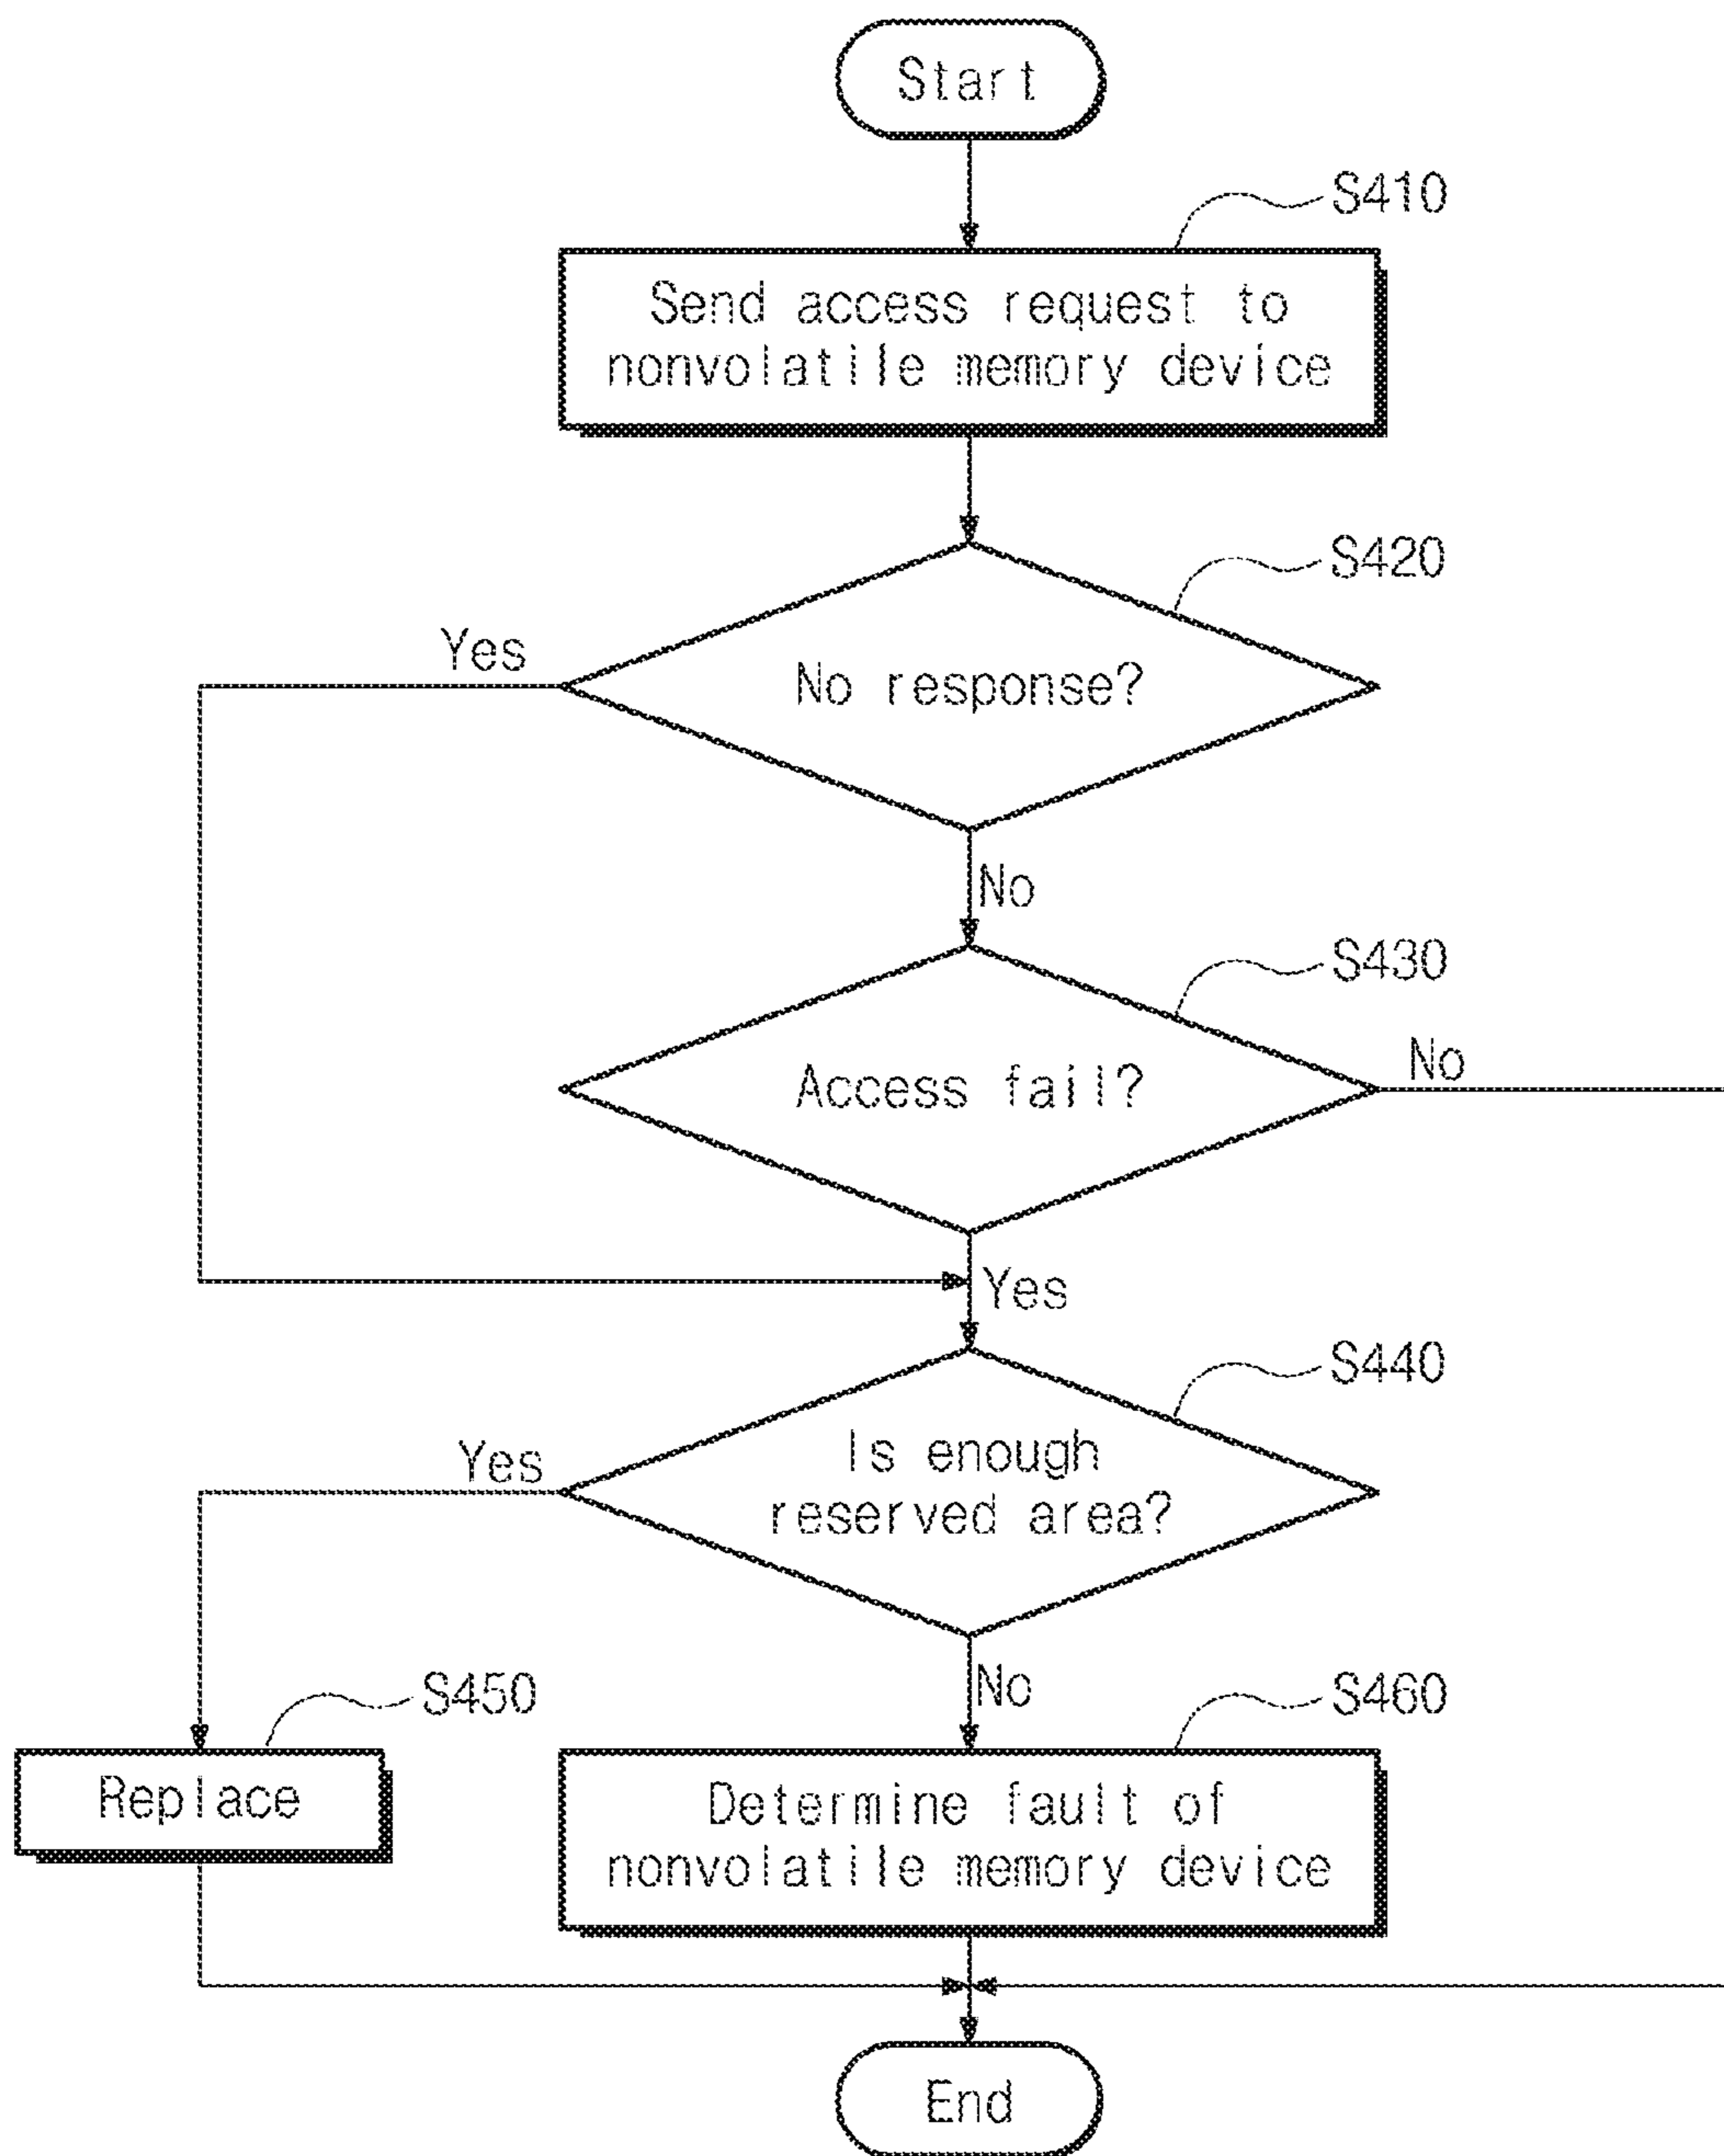 Start
S410
Send access request to
nonvolatile memory device
S420
Yes
No response?
No
S430
Access fail?
No
Yes
S440
Yes
Is enough
reserved area?
No
S450
S460
Replace
Determine fault of
nonvolatile memory device
End